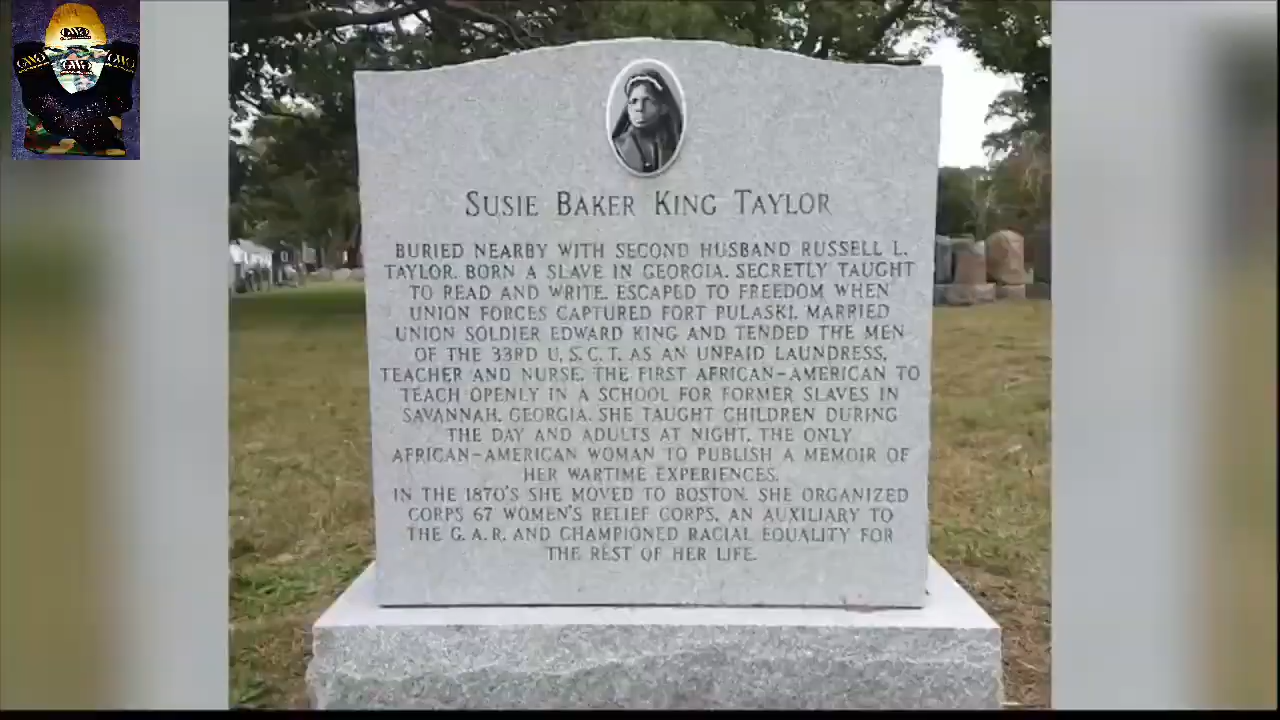 SUSIE BAKER KING TAYLOR
BURIED NEARBY WITH SECOND HUSBAND RUSSELL L.
TAYLOR. BORN A SLAVE IN GEORGIA. SECRETLY TAUGHT
TO READ AND WRITE. ESCAPED TO FREEDOM WHEN
UNION FORCES CAPTURED FORT PULASKI. MARRIED
UNION SOLDIER EDWARD KING AND TENDED THE MEN
OF THE 33RD U.S.C.T. AS AN UNPAID LAUNDRESS,
TEACHER AND NURSE. THE FIRST AFRICAN-AMERICAN TO
TEACH OPENLY IN A SCHOOL FOR FORMER SLAVES IN
SAVANNAH, GEORGIA. SHE TAUGHT CHILDREN DURING
THE DAY AND ADULTS AT NIGHT. THE ONLY
AFRICAN-AMERICAN WOMAN TO PUBLISH A MEMOIR OF
HER WARTIME EXPERIENCES.
IN THE 1870'S SHE MOVED TO BOSTON. SHE ORGANIZED
CORPS 67 WOMEN'S RELIEF CORPS, AN AUXILIARY TO
THE G.A.R. AND CHAMPIONED RACIAL EQUALITY FOR
THE REST OF HER LIFE.